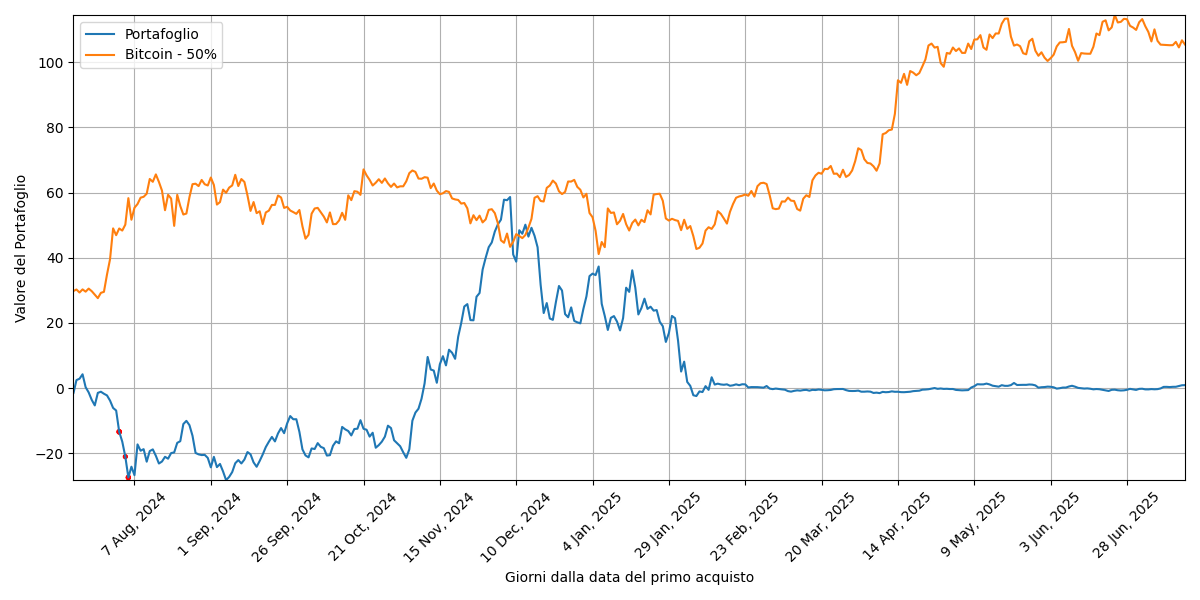 Portafoglio
Bitcoin - 50%
Valore del Portafoglio
100
80
60
40
20
0
−20
7 Aug, 2024
1 Sep, 2024
26 Sep, 2024
21 Oct, 2024
15 Nov, 2024
10 Dec, 2024
4 Jan, 2025
29 Jan, 2025
23 Feb, 2025
20 Mar, 2025
14 Apr, 2025
9 May, 2025
3 Jun, 2025
28 Jun, 2025
Giorni dalla data del primo acquisto